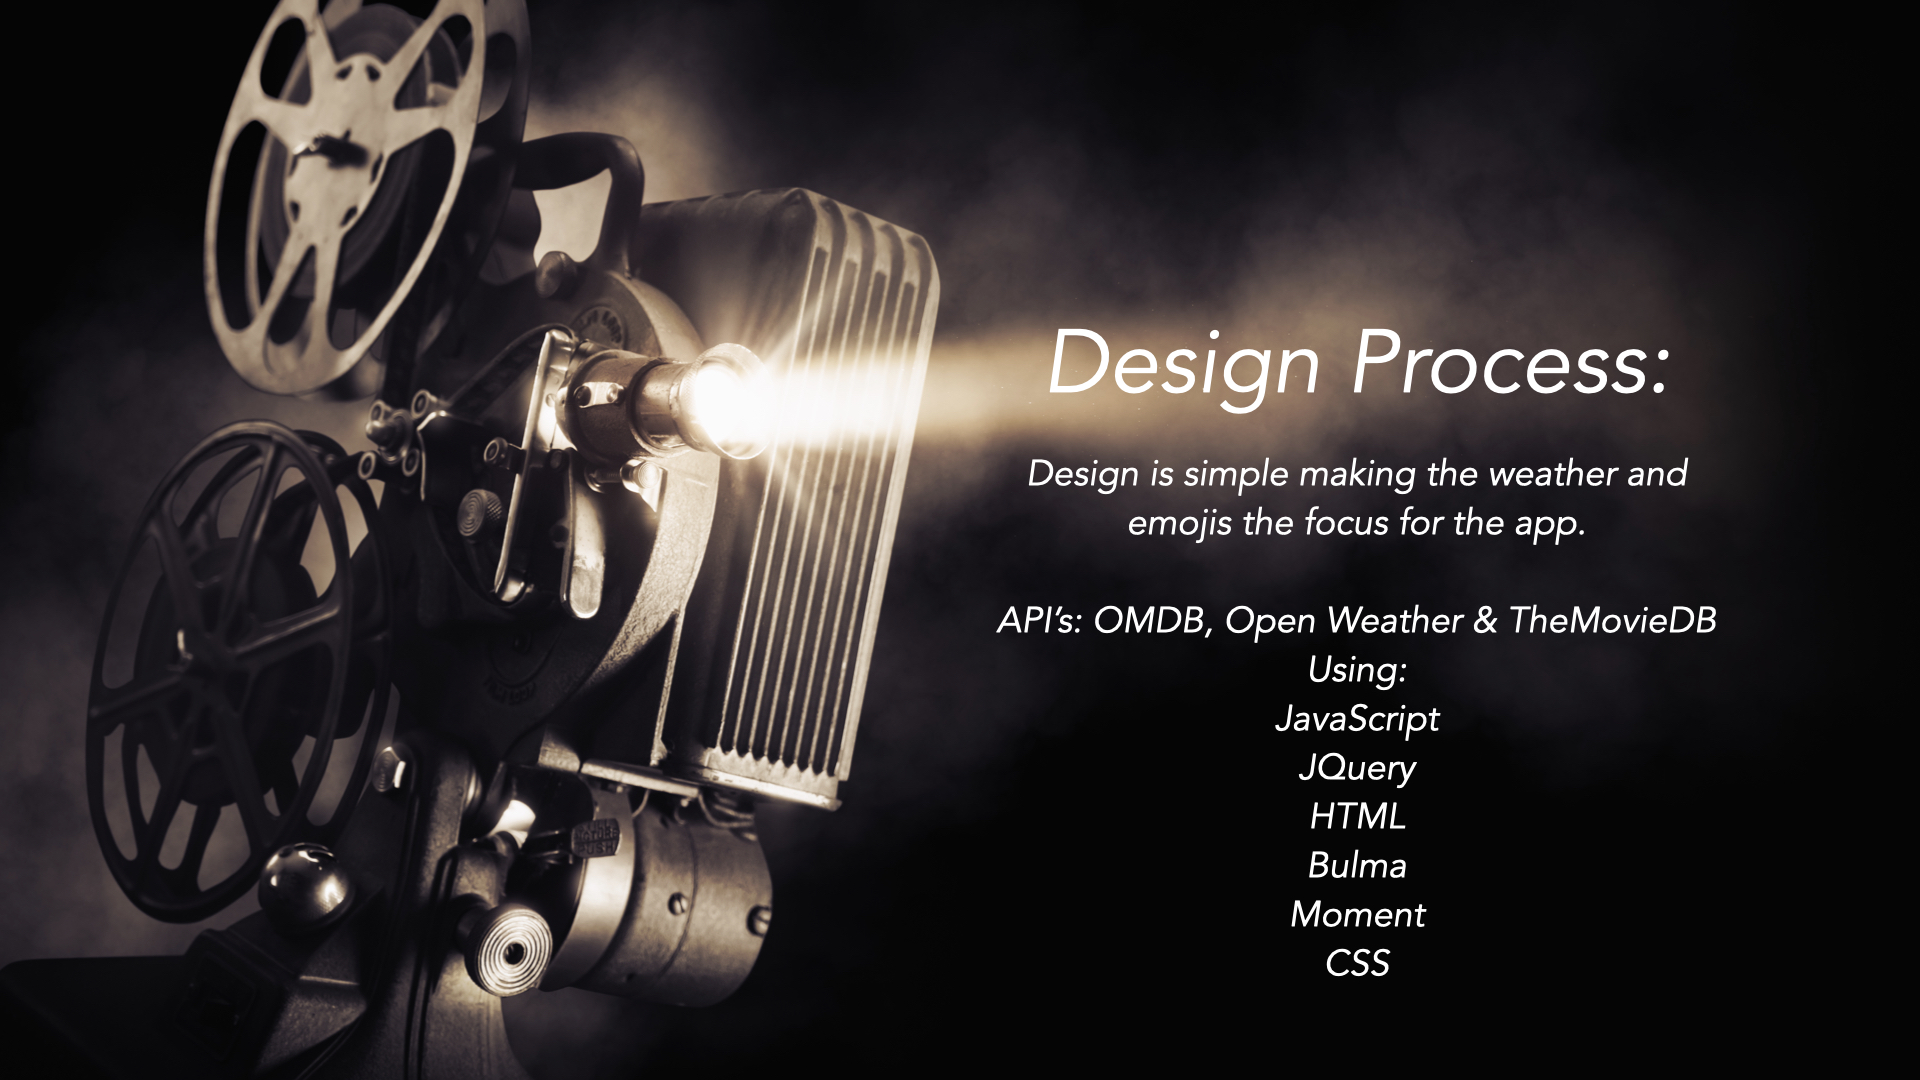 Design Process:
Design is simple making the weather and
emojis the focus for the app.
API’s: OMDB, Open Weather & TheMovieDB
Using:
JavaScript
JQuery
HTML
Bulma
Moment
CSS